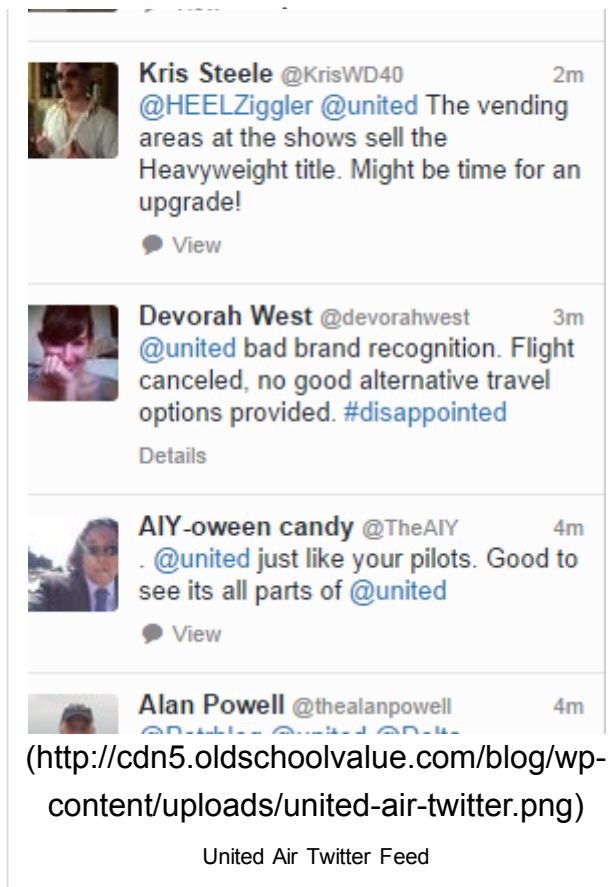 Kris Steele @KrisWD40 2m
@HEELZiggler @united The vending
areas at the shows sell the
Heavyweight title. Might be time for an
upgrade!
View
Devorah West @devorahwest 3m
@united bad brand recognition. Flight
canceled, no good alternative travel
options provided. #disappointed
Details
AIY-oween candy @TheAIY 4m
. @united just like your pilots. Good to
see its all parts of @united
View
Alan Powell @thealanpowell 4m
@united @Delta
(http://cdn5.oldschoolvalue.com/blog/wp-
content/uploads/united-air-twitter.png)
United Air Twitter Feed